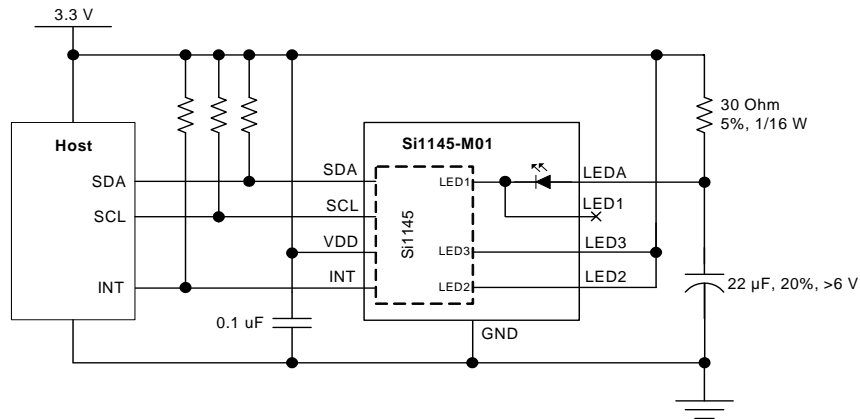 3.3 V
30 Ohm
5%, 1/16 W
Host
Si1145-M01
SDA
SDA
LED1
LEDA
SCL
SCL
LED1
Si1145
VDD
LED3
LED3
INT
INT
LED2
LED2
22 µF, 20%, >6 V
0.1 uF
GND